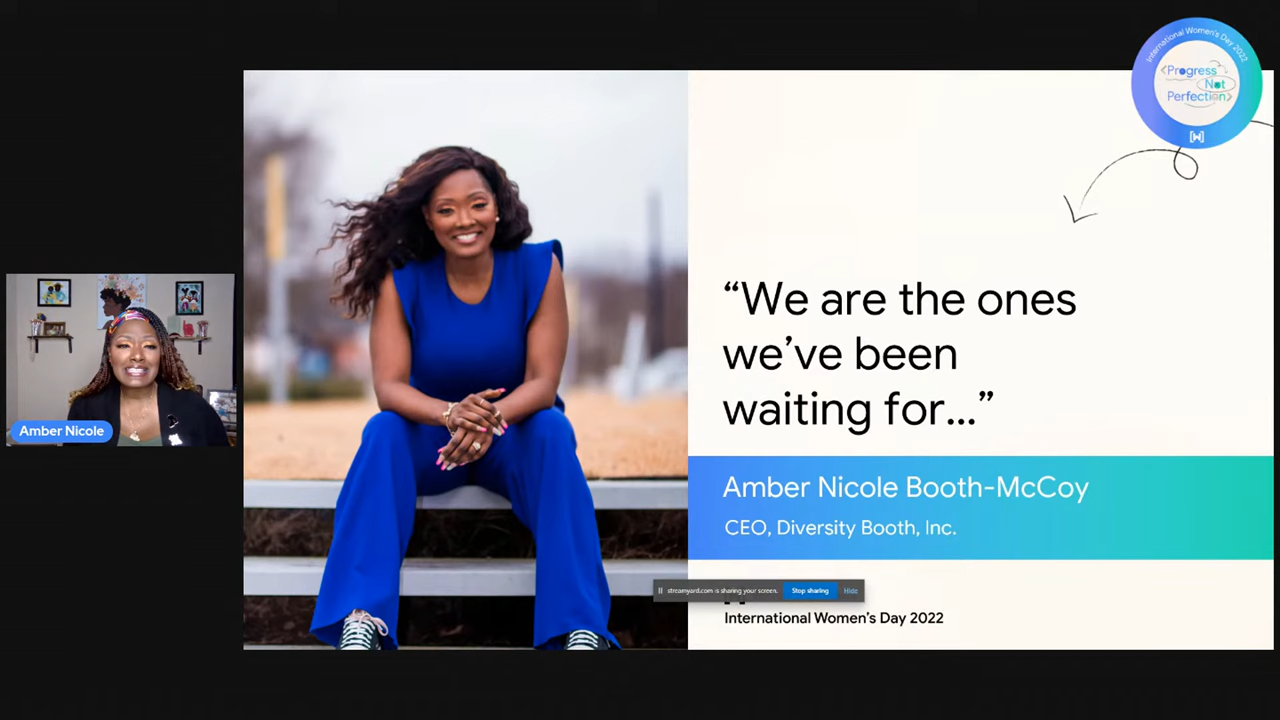 International Women's Day 2022
<Progress
Not
Perfection>
[W]
“We are the ones
we’ve been
waiting for...”
Amber Nicole
Amber Nicole Booth-McCoy
CEO, Diversity Booth, Inc.
streamyard.com is sharing your screen. Stop sharing Hide
International Women’s Day 2022